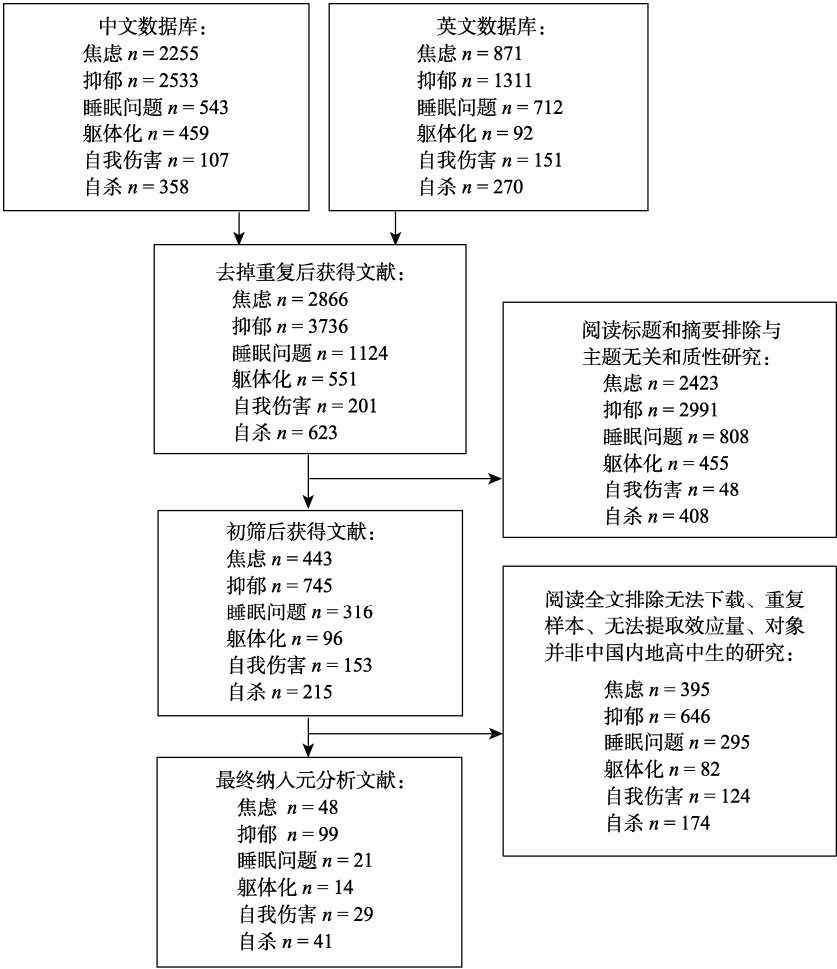 中文数据库：
焦虑 n = 2255
抑郁 n = 2533
睡眠问题 n = 543
躯体化 n = 459
自我伤害 n = 107
自杀 n = 358
英文数据库：
焦虑 n = 871
抑郁 n = 1311
睡眠问题 n = 712
躯体化 n = 92
自我伤害 n = 151
自杀 n = 270
去掉重复后获得文献：
焦虑 n = 2866
抑郁 n = 3736
睡眠问题 n = 1124
躯体化 n = 551
自我伤害 n = 201
自杀 n = 623
阅读标题和摘要排除与
主题无关和质性研究：
焦虑 n = 2423
抑郁 n = 2991
睡眠问题 n = 808
躯体化 n = 455
自我伤害 n = 48
自杀 n = 408
初筛后获得文献：
焦虑 n = 443
抑郁 n = 745
睡眠问题 n = 316
躯体化 n = 96
自我伤害 n = 153
自杀 n = 215
阅读全文排除无法下载、重复
样本、无法提取效应量、对象
并非中国内地高中生的研究：
焦虑 n = 395
抑郁 n = 646
睡眠问题 n = 295
躯体化 n = 82
自我伤害 n = 124
自杀 n = 174
最终纳入元分析文献：
焦虑 n = 48
抑郁 n = 99
睡眠问题 n = 21
躯体化 n = 14
自我伤害 n = 29
自杀 n = 41